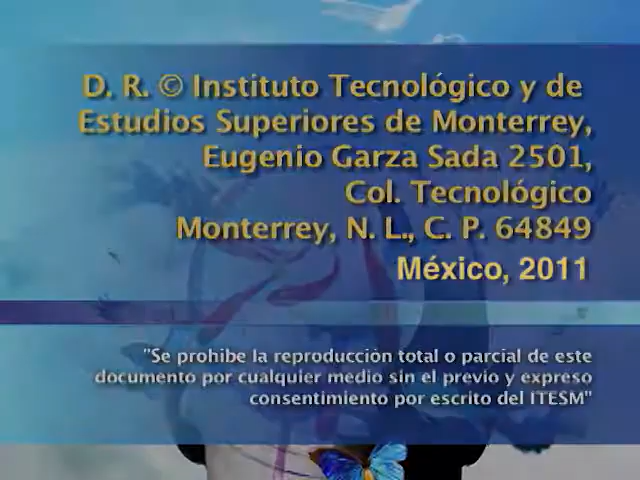 D. R. © Instituto Tecnológico y de
Estudios Superiores de Monterrey,
Eugenio Garza Sada 2501,
Col. Tecnológico
Monterrey, N. L., C. P. 64849
México, 2011
"Se prohibe la reproducción total o parcial de este
documento por cualquier medio sin el previo y expreso
consentimiento por escrito del ITESM"